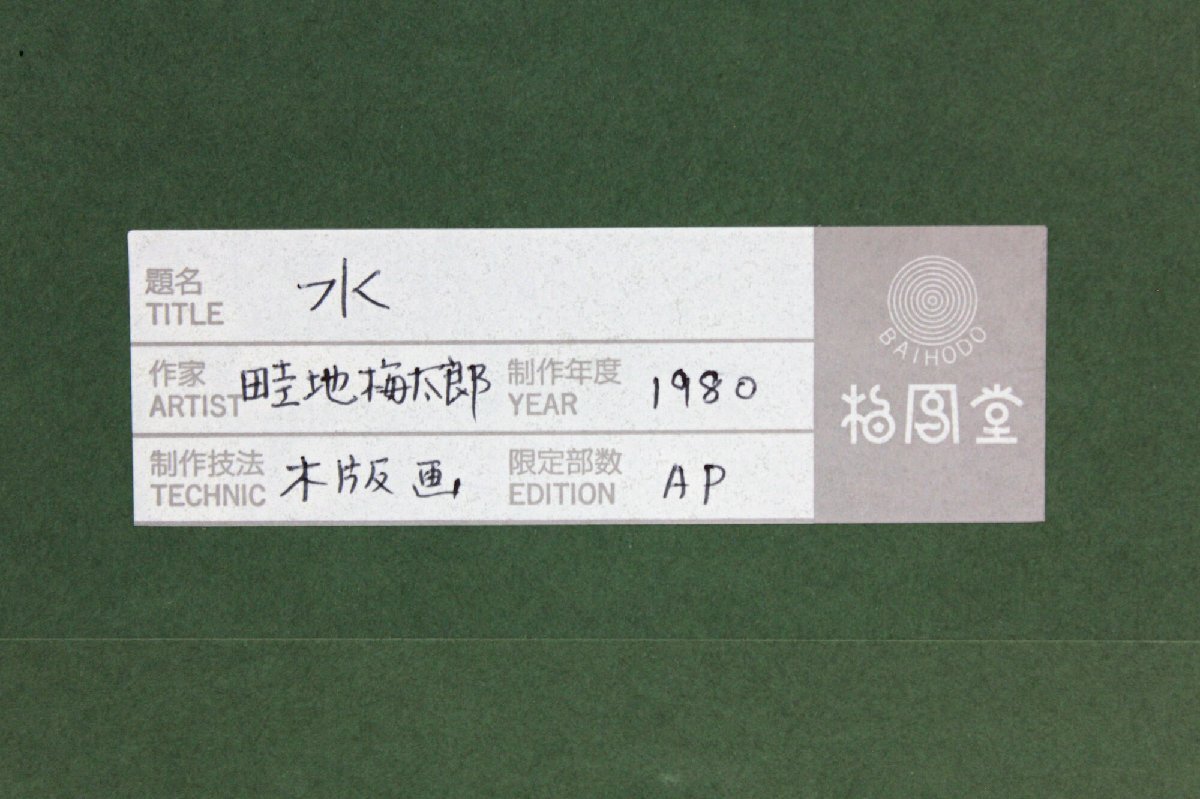 題名 水
TITLE
作家 畦地梅太郎 制作年度 1980
ARTIST YEAR
制作技法 木版画 限定部数 AP
TECHNIC EDITION
BAIHODO
梅鳳堂